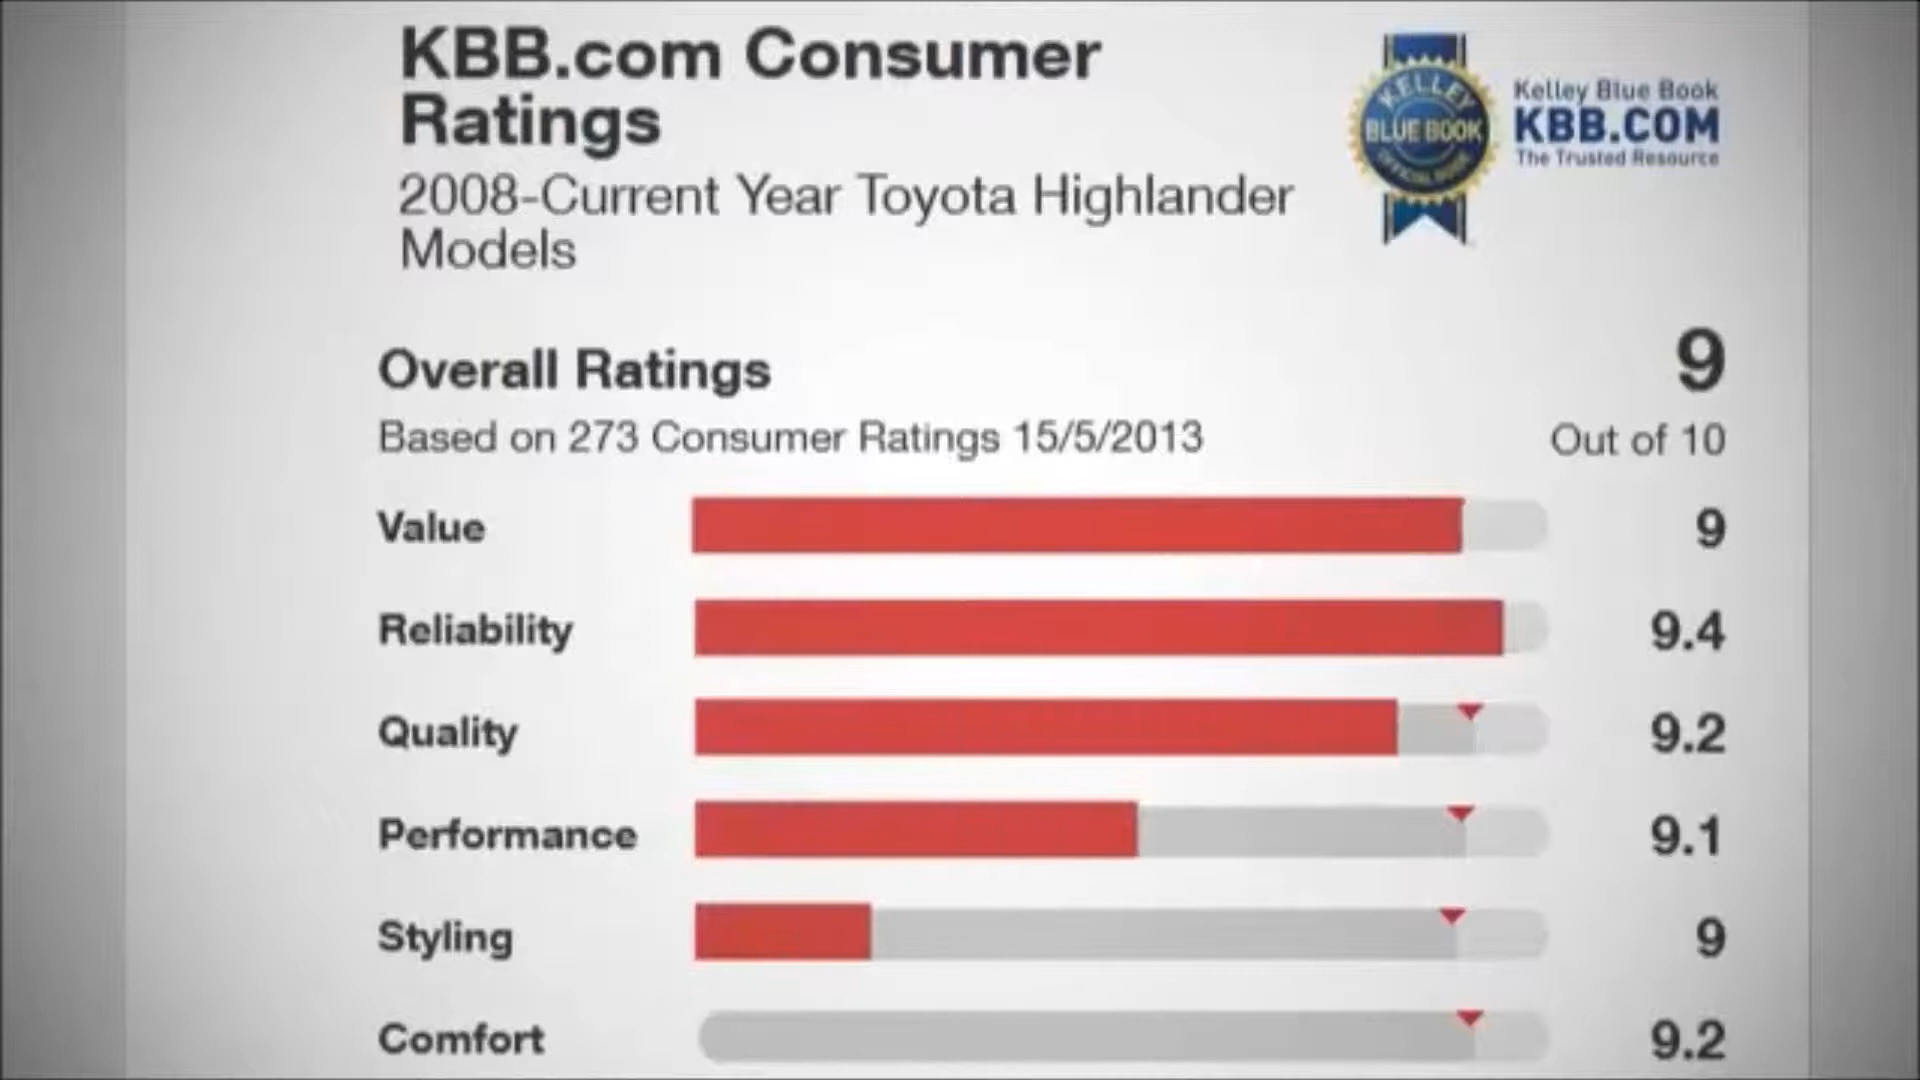 KBB.com Consumer
Ratings
2008-Current Year Toyota Highlander
Models
KELLEY
BLUE BOOK
OFFICIAL GUIDE
Kelley Blue Book
KBB.COM
The Trusted Resource
Overall Ratings 9
Based on 273 Consumer Ratings 15/5/2013 Out of 10
Value 9
Reliability 9.4
Quality 9.2
Performance 9.1
Styling 9
Comfort 9.2